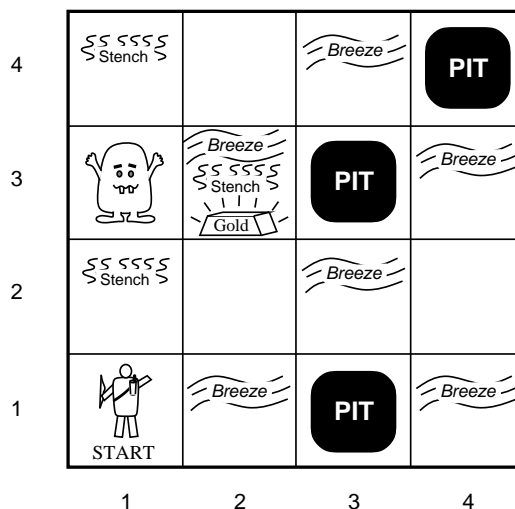 4
Stench
Breeze
PIT
3
Breeze
Stench
Gold
PIT
Breeze
2
Stench
Breeze
1
START
Breeze
PIT
Breeze
1 2 3 4